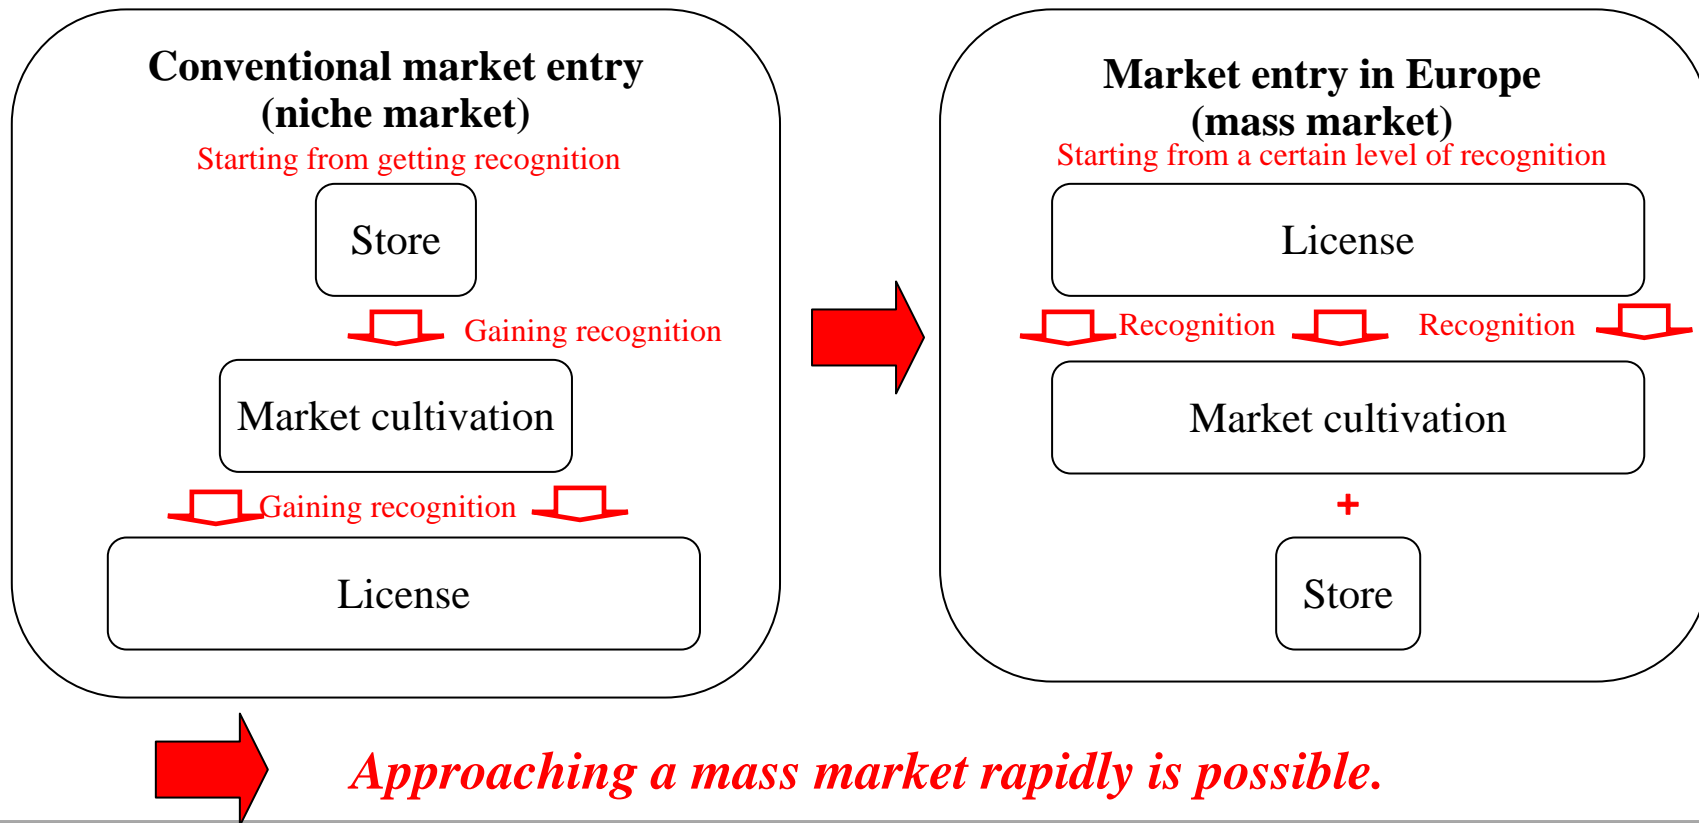 Conventional market entry
(niche market)
Starting from getting recognition
Store
Gaining recognition
Market cultivation
Gaining recognition
License
Market entry in Europe
(mass market)
Starting from a certain level of recognition
License
Recognition
Recognition
Market cultivation
+
Store
Approaching a mass market rapidly is possible.